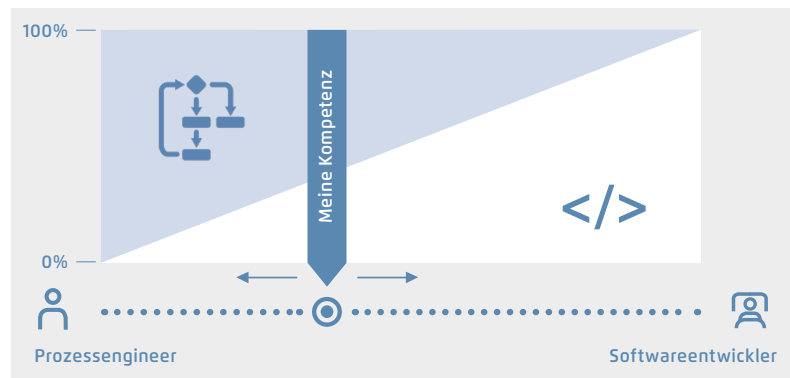 100%
Meine Kompetenz
</>
0%
Prozessengineer
Softwareentwickler